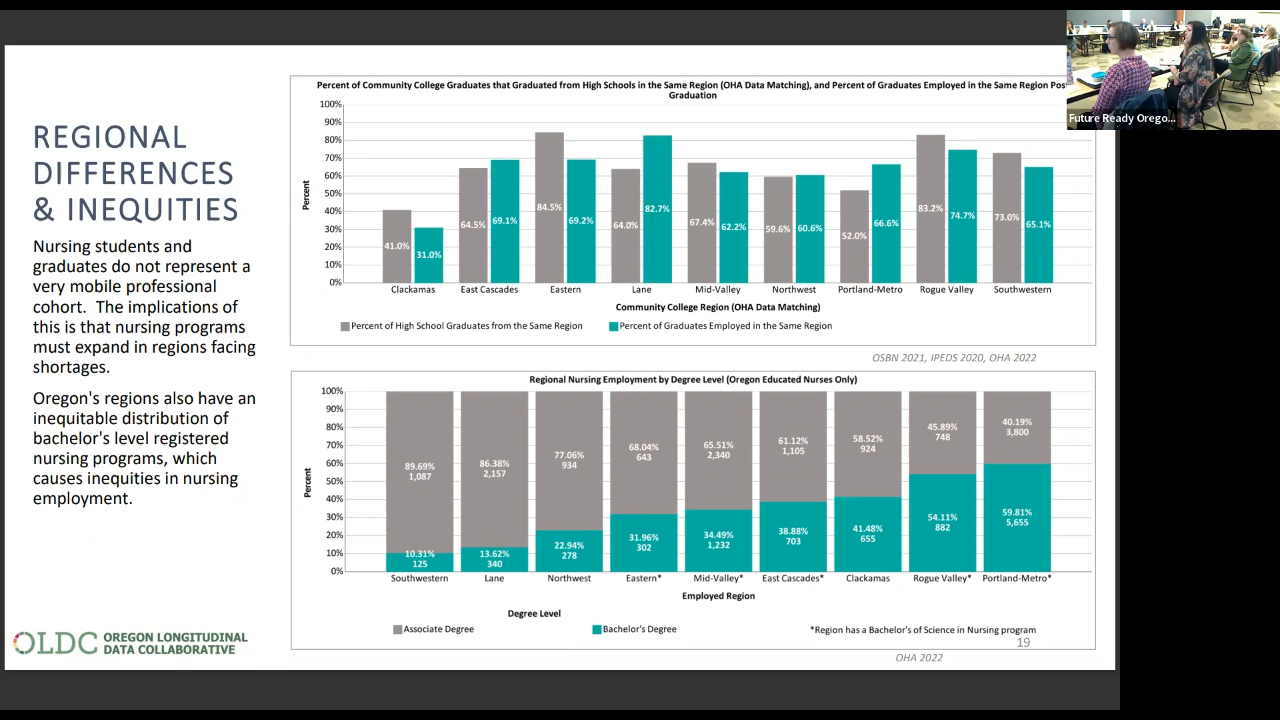 REGIONAL
DIFFERENCES
& INEQUITIES
Nursing students and
graduates do not represent a
very mobile professional
cohort.  The implications of
this is that nursing programs
must expand in regions facing
shortages.
Oregon's regions also have an
inequitable distribution of
bachelor's level registered
nursing programs, which
causes inequities in nursing
employment.
OLDC OREGON LONGITUDINAL
DATA COLLABORATIVE
Percent of Community College Graduates that Graduated from High Schools in the Same Region (OHA Data Matching), and Percent of Graduates Employed in the Same Region Pos
Graduation
100%
90%
80%
70%
60%
50%
40%
30%
20%
10%
0%
Percent
41.0% 31.0% 64.5% 69.1% 84.5% 69.2% 64.0% 82.7% 67.4% 62.2% 59.6% 60.6% 52.0% 66.6% 83.2% 74.7% 73.0% 65.1%
Clackamas East Cascades Eastern Lane Mid-Valley Northwest Portland-Metro Rogue Valley Southwestern
Community College Region (OHA Data Matching)
Percent of High School Graduates from the Same Region Percent of Graduates Employed in the Same Region
OSBN 2021, IPEDS 2020, OHA 2022
Regional Nursing Employment by Degree Level (Oregon Educated Nurses Only)
100%
90%
80%
70%
60%
50%
40%
30%
20%
10%
0%
Percent
89.69% 86.38% 77.06% 68.04% 65.51% 61.12% 58.52% 45.89% 40.19%
1,087 2,157 934 643 2,340 1,105 924 748 3,800
10.31% 13.62% 22.94% 31.96% 34.49% 38.88% 41.48% 54.11% 59.81%
125 340 278 302 1,232 703 655 882 5,655
Southwestern Lane Northwest Eastern* Mid-Valley* East Cascades* Clackamas Rogue Valley* Portland-Metro*
Employed Region
Degree Level
Associate Degree Bachelor's Degree
*Region has a Bachelor's of Science in Nursing program
19
OHA 2022
Future Ready Orego...